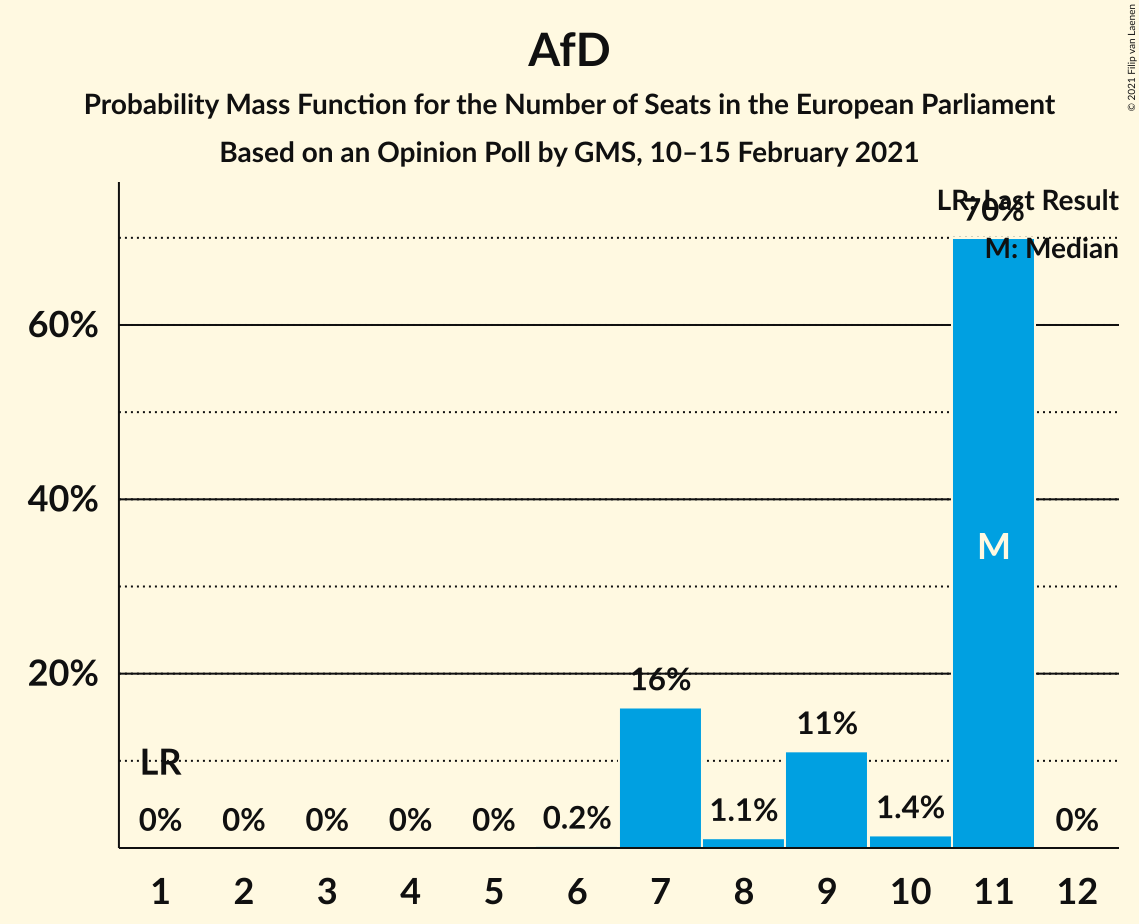 AfD
Probability Mass Function for the Number of Seats in the European Parliament
Based on an Opinion Poll by GMS, 10–15 February 2021
© 2021 Filip van Laenen
LR: Last Result
M: Median
70%
60%
40%
20%
M
16%
11%
LR
0% 0% 0% 0% 0% 0.2% 1.1% 1.4% 0%
1 2 3 4 5 6 7 8 9 10 11 12